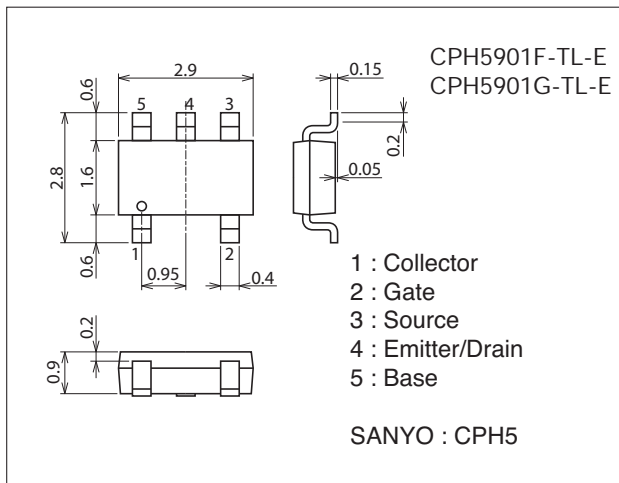 CPH5901F-TL-E
CPH5901G-TL-E
2.9
0.15
0.6
5
4
3
0.2
2.8
1.6
0.05
0.6
1
2
0.95
0.4
1 : Collector
2 : Gate
3 : Source
4 : Emitter/Drain
5 : Base
0.2
0.9
SANYO : CPH5